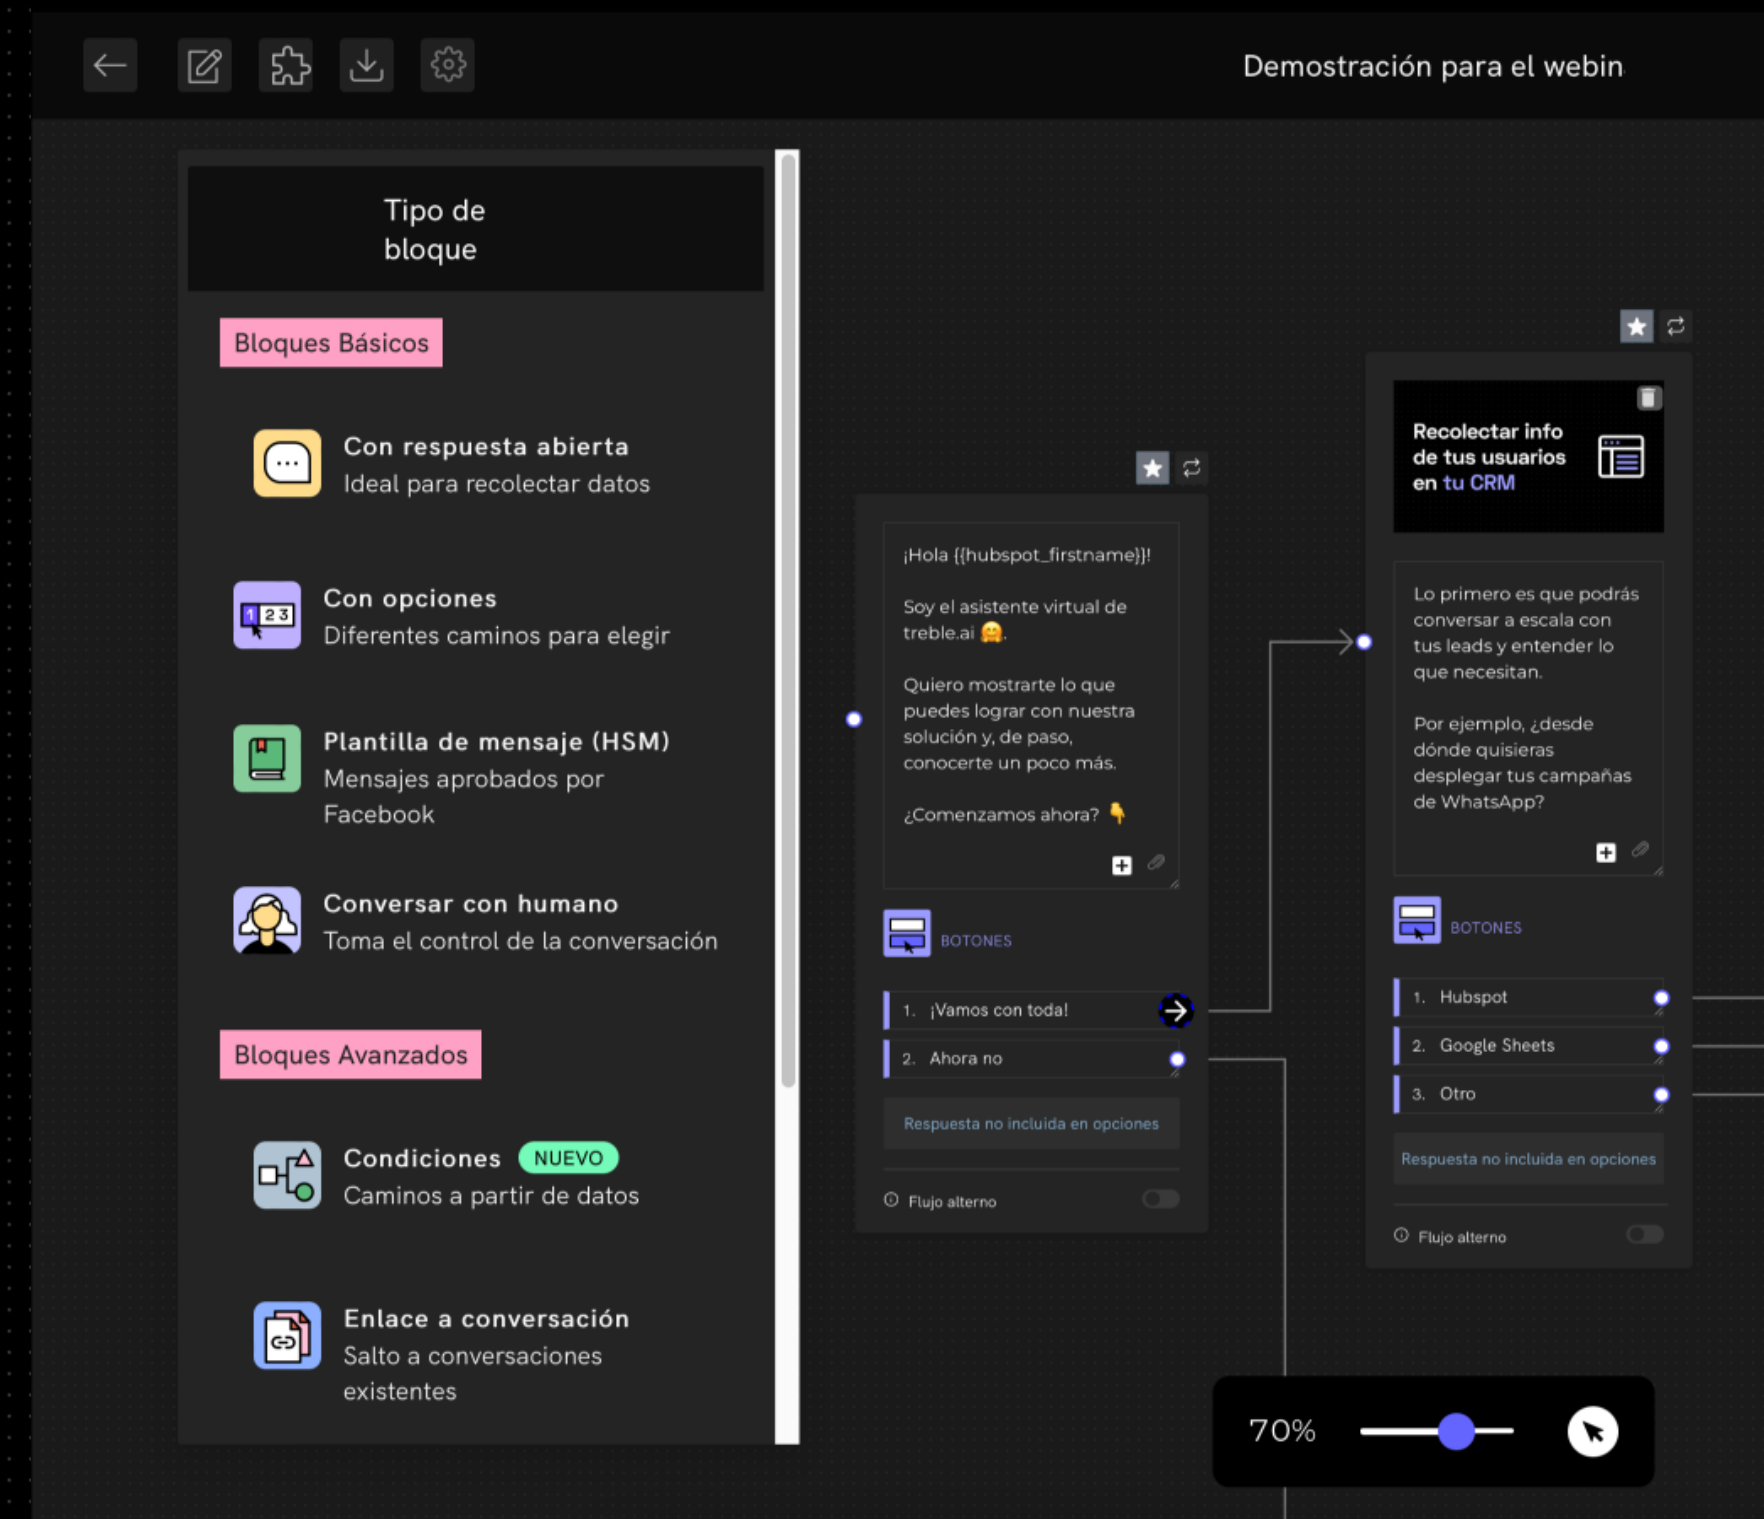 Demostración para el webin
Tipo de
bloque
Bloques Básicos
Con respuesta abierta
Ideal para recolectar datos
1 2 3
Con opciones
Diferentes caminos para elegir
Plantilla de mensaje (HSM)
Mensajes aprobados por
Facebook
Conversar con humano
Toma el control de la conversación
Bloques Avanzados
Condiciones NUEVO
Caminos a partir de datos
Enlace a conversación
Salto a conversaciones
existentes
¡Hola {{hubspot_firstname}}!
Soy el asistente virtual de
treble.ai 🤗.
Quiero mostrarte lo que
puedes lograr con nuestra
solución y, de paso,
conocerte un poco más.
¿Comenzamos ahora? 👇
BOTONES
1. ¡Vamos con toda!
2. Ahora no
Respuesta no incluida en opciones
Flujo alterno
Recolectar info
de tus usuarios
en tu CRM
Lo primero es que podrás
conversar a escala con
tus leads y entender lo
que necesitan.
Por ejemplo, ¿desde
dónde quisieras
desplegar tus campañas
de WhatsApp?
BOTONES
1. Hubspot
2. Google Sheets
3. Otro
Respuesta no incluida en opciones
Flujo alterno
70%